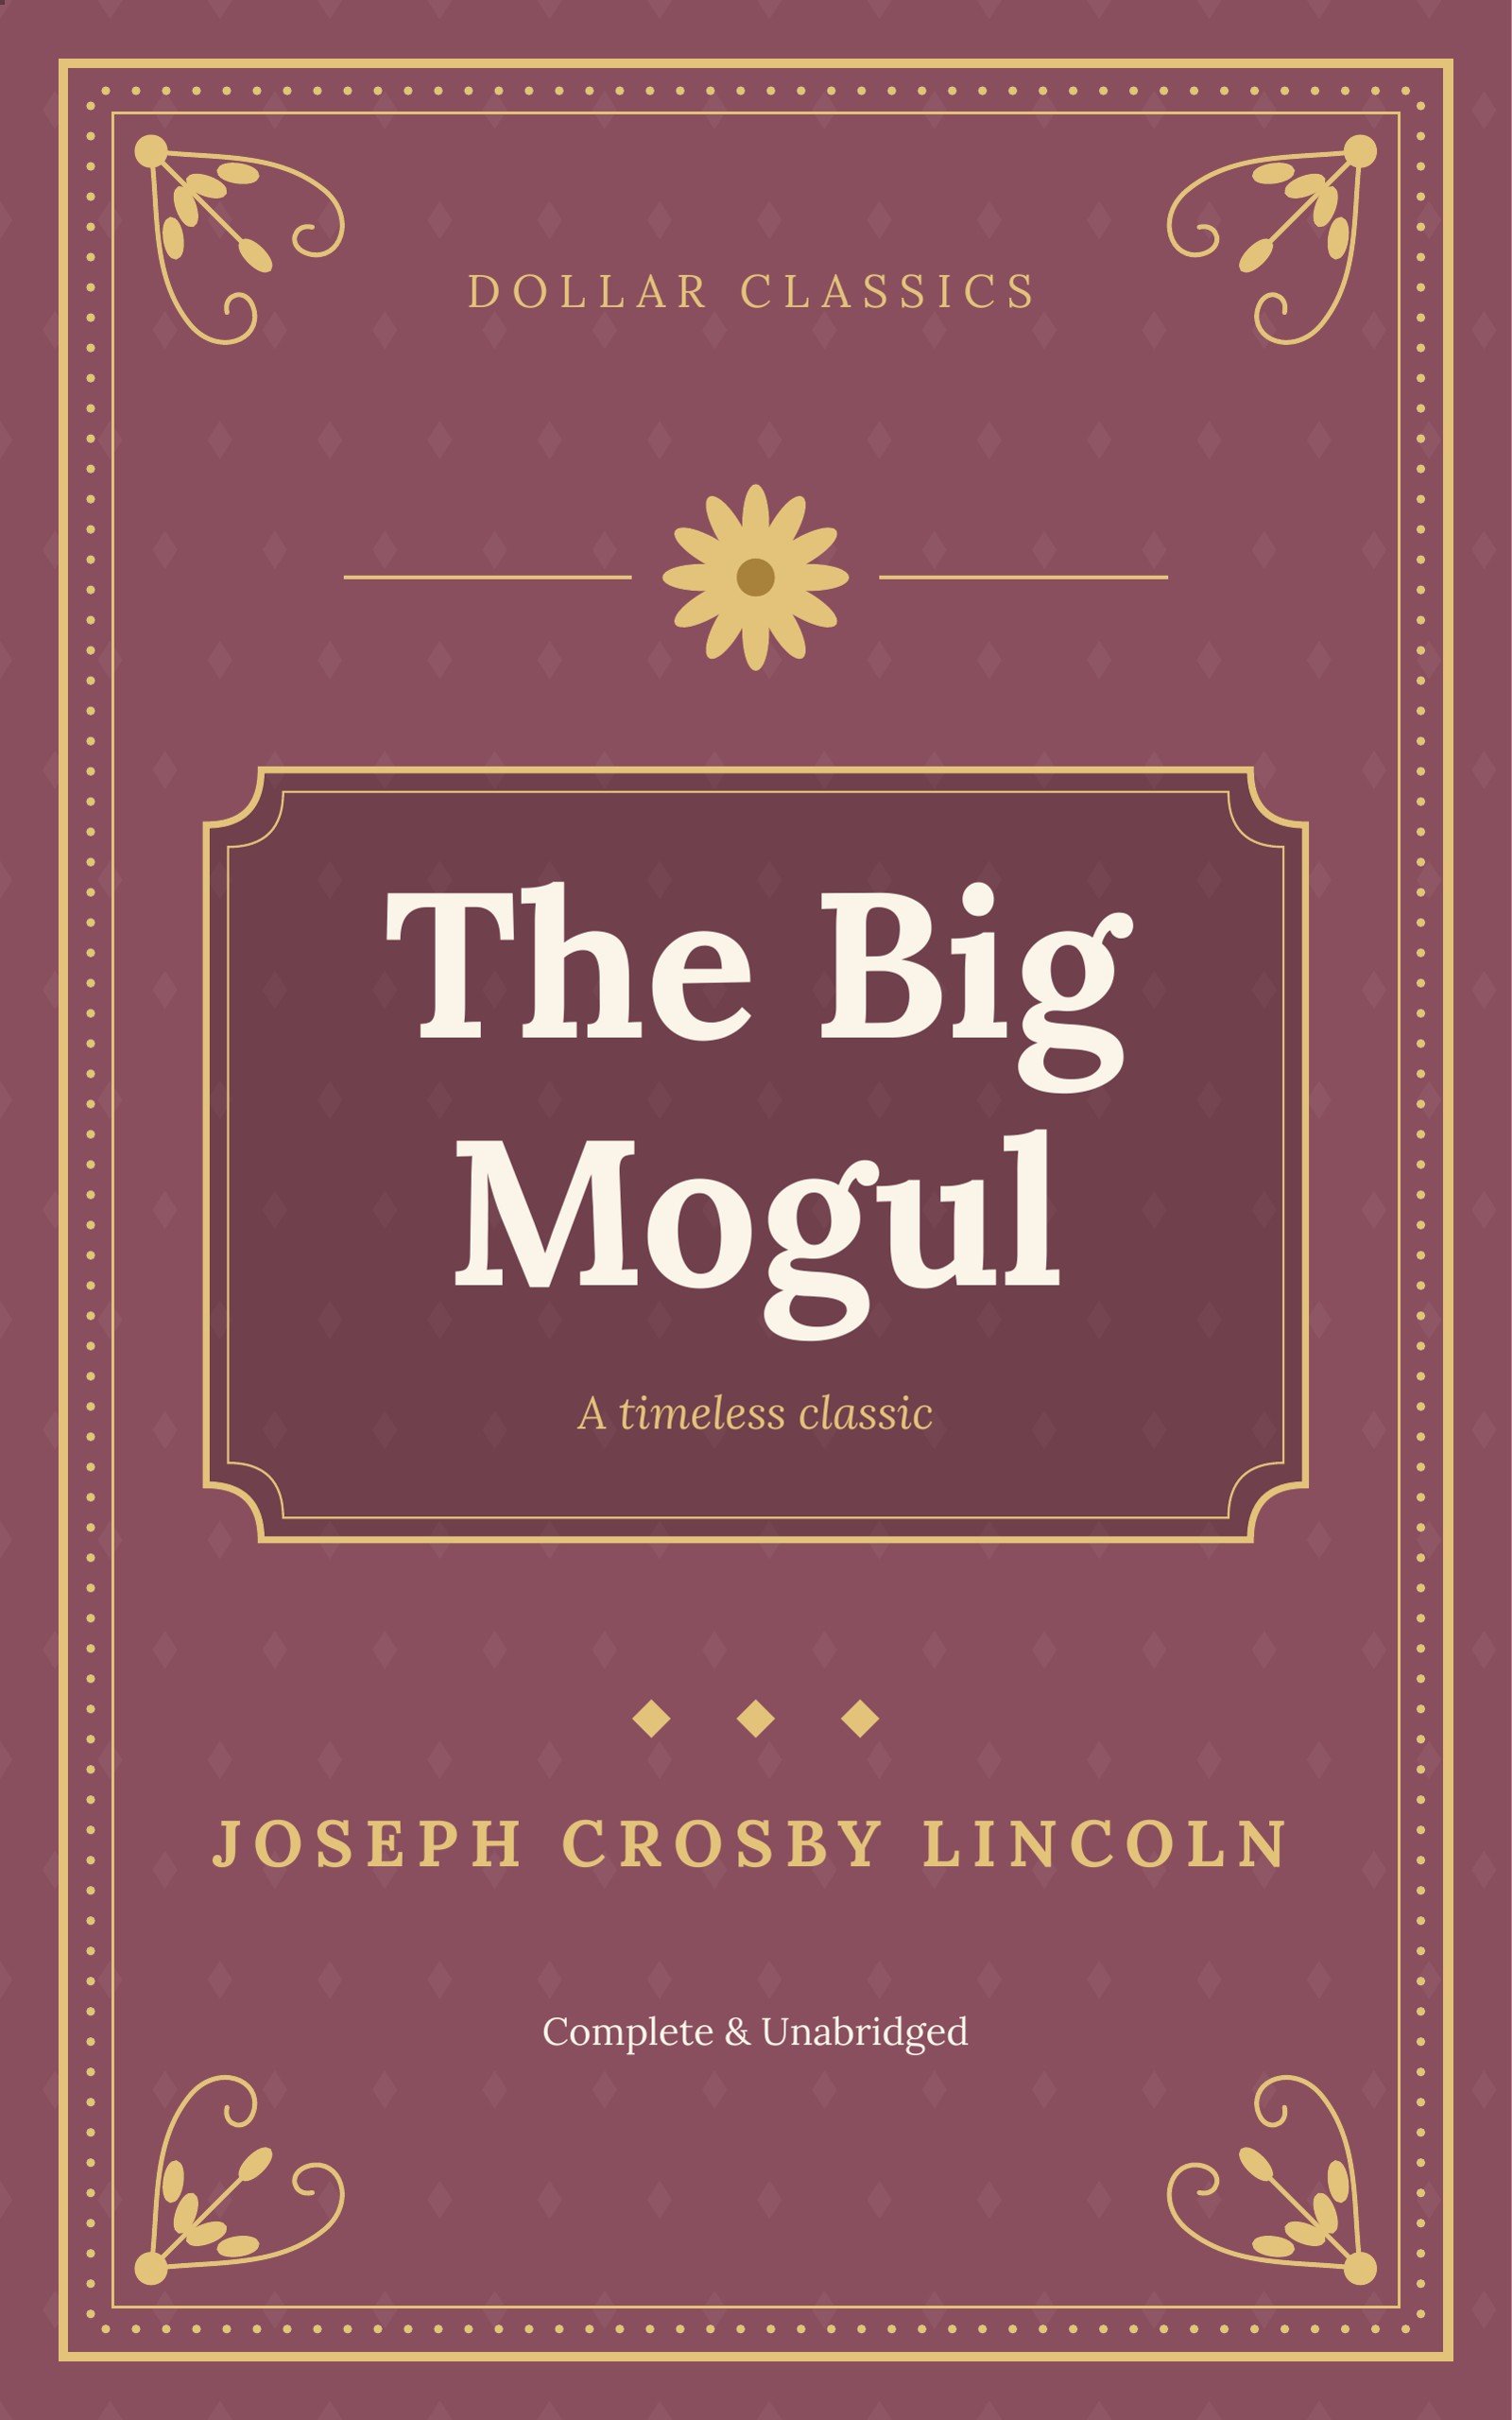 DOLLAR CLASSICS
The Big
Mogul
A timeless classic
JOSEPH CROSBY LINCOLN
Complete & Unabridged